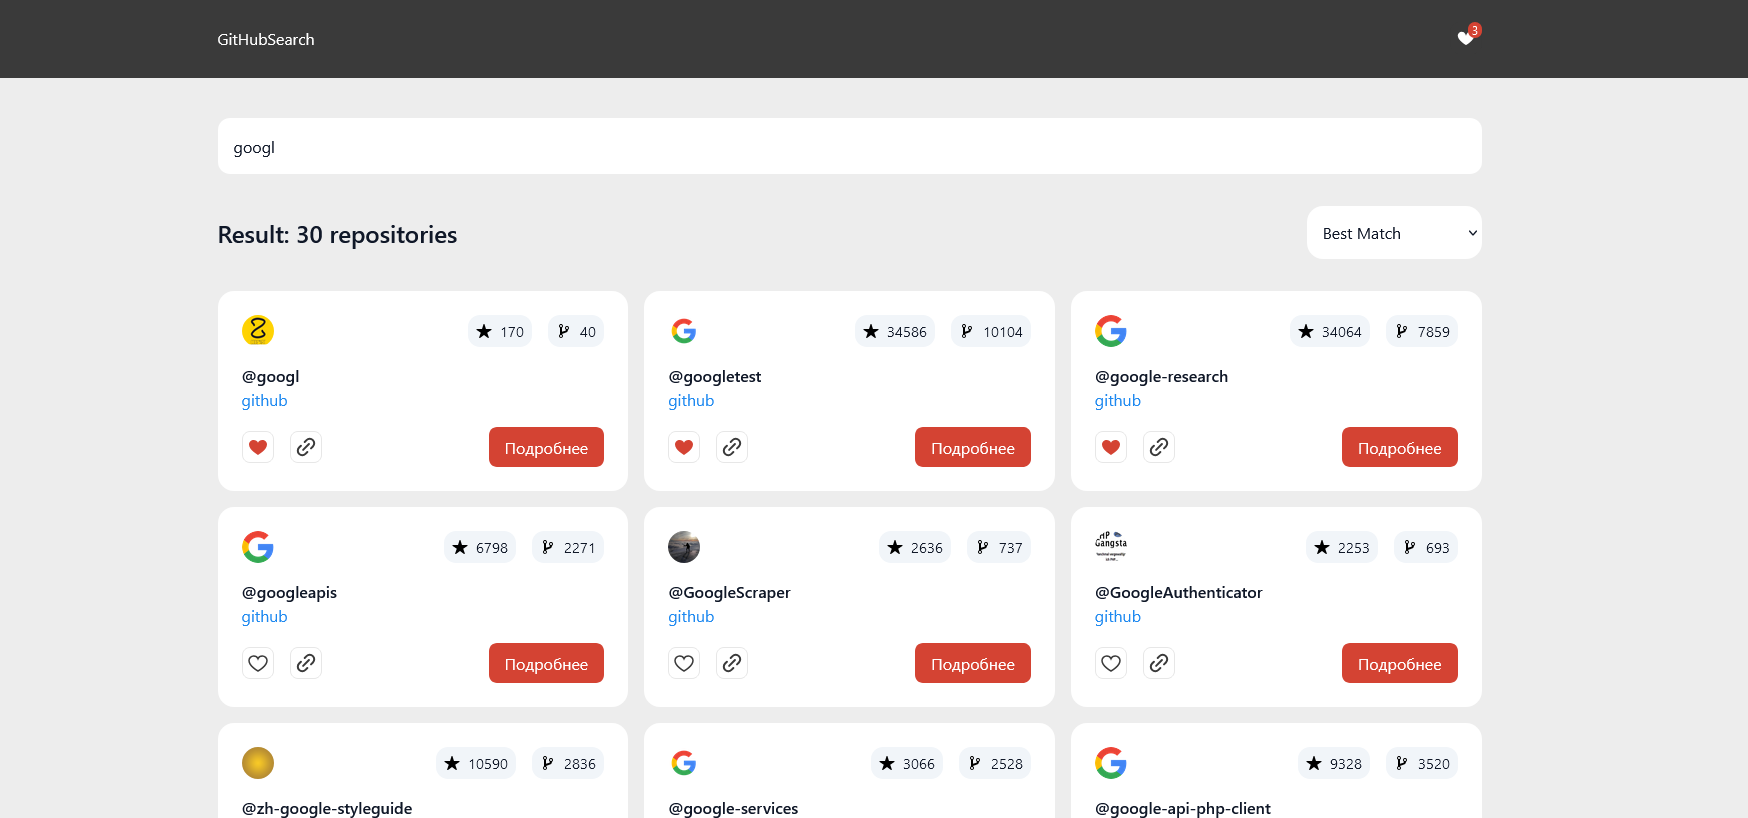 GitHubSearch
3
googl
Result: 30 repositories
Best Match
170 40
@googl
github
Подробнее
34586 10104
@googletest
github
Подробнее
34064 7859
@google-research
github
Подробнее
6798 2271
@googleapis
github
Подробнее
2636 737
@GoogleScraper
github
Подробнее
Gangsta
2253 693
@GoogleAuthenticator
github
Подробнее
10590 2836
@zh-google-styleguide
3066 2528
@google-services
9328 3520
@google-api-php-client